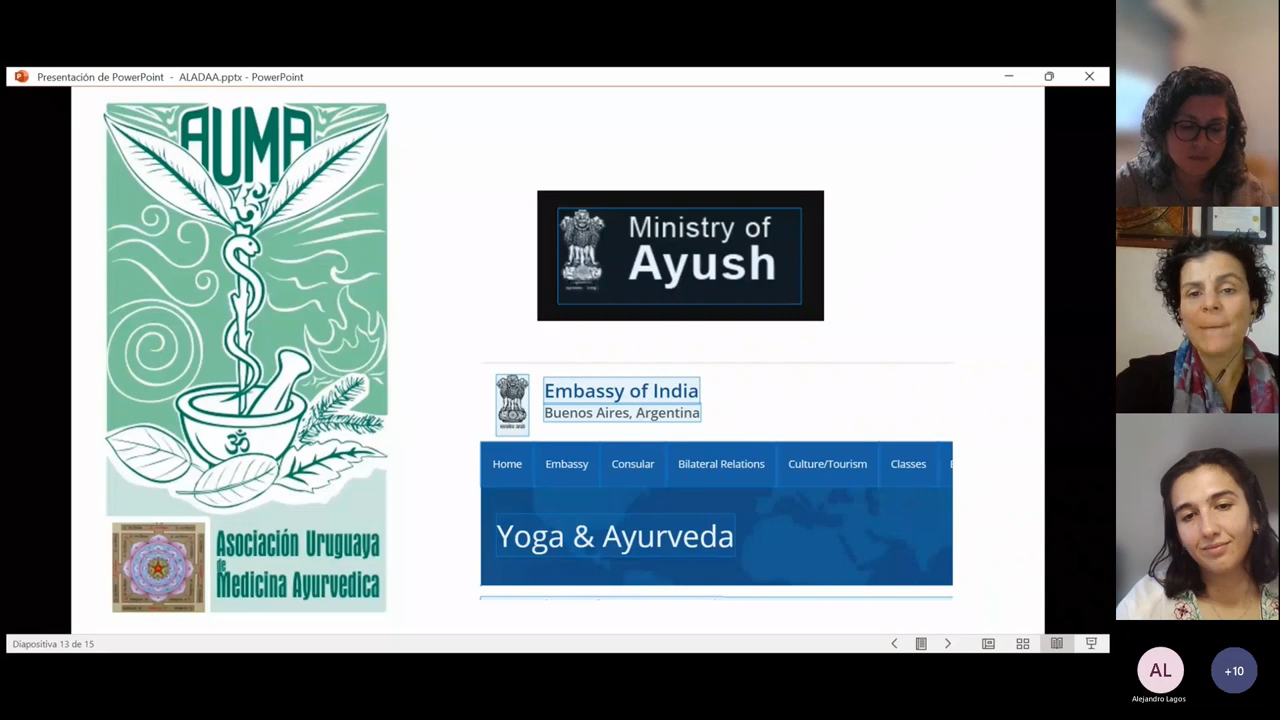 Presentación de PowerPoint - ALADAA.pptx - PowerPoint
AUMA
ॐ
Asociación Uruguaya
de
Medicina Ayurvedica
Ministry of
Ayush
Embassy of India
Buenos Aires, Argentina
Home Embassy Consular Bilateral Relations Culture/Tourism Classes
Yoga & Ayurveda
Diapositiva 13 de 15
AL
Alejandro Lagos
+10